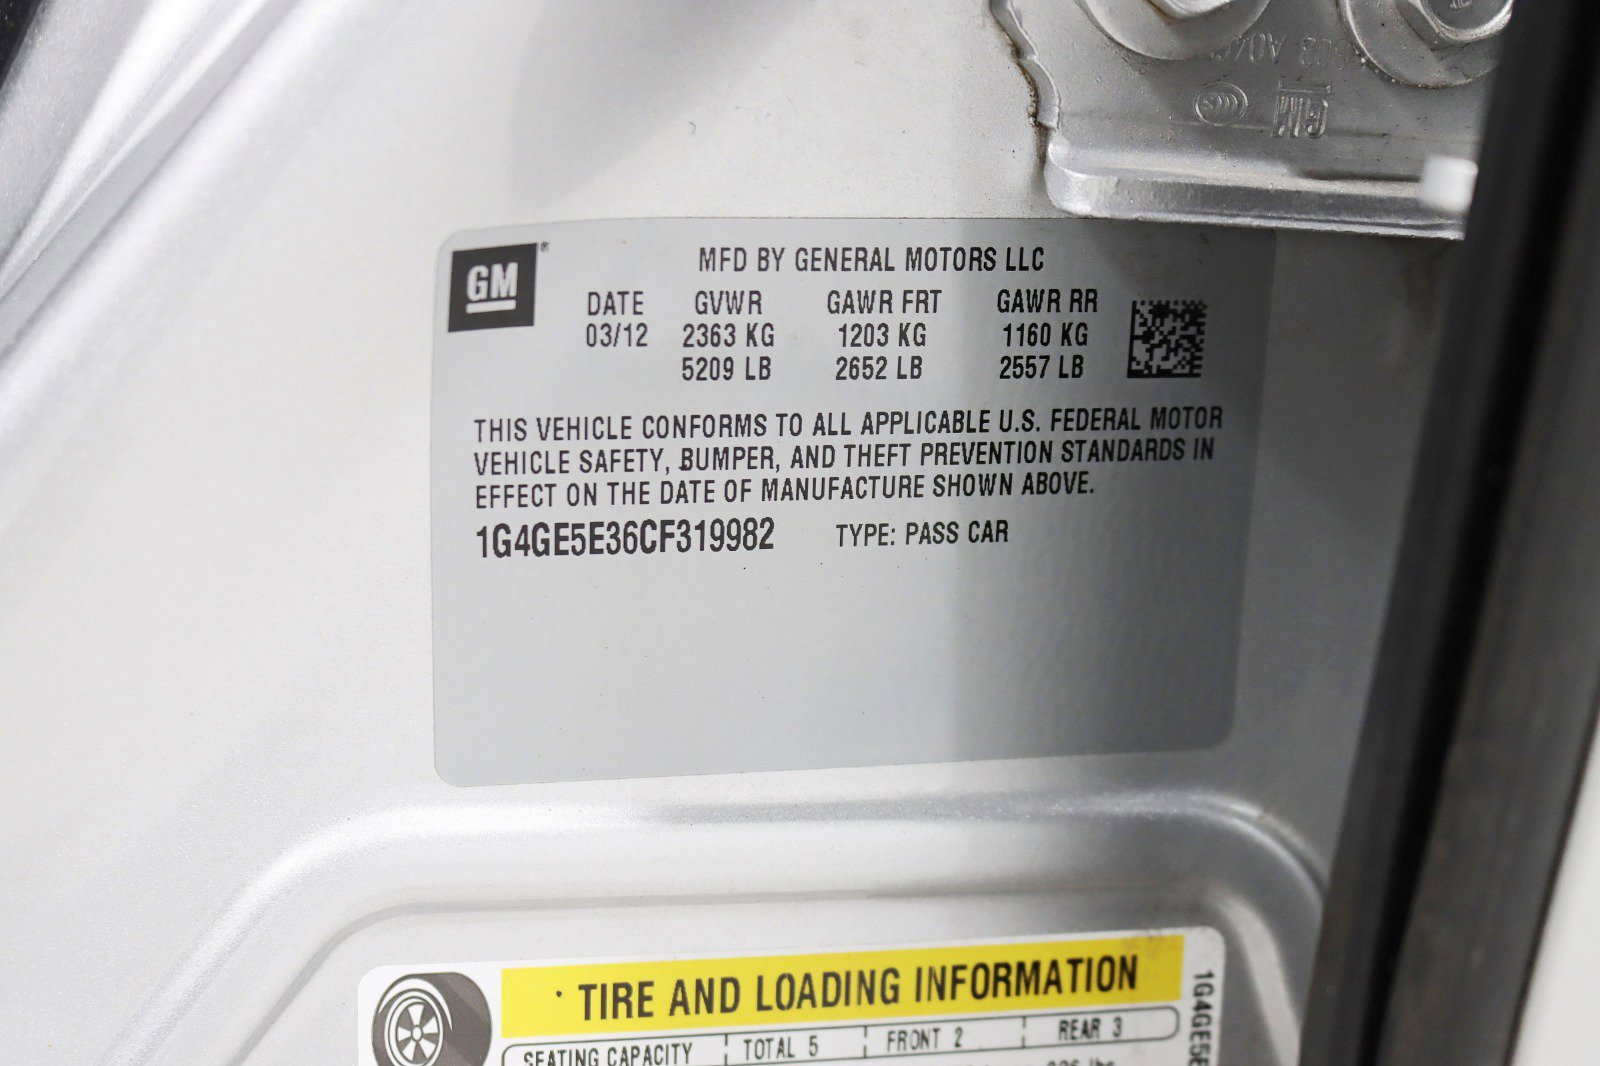 GM
MFD BY GENERAL MOTORS LLC
DATE GVWR GAWR FRT GAWR RR
03/12 2363 KG 1203 KG 1160 KG
5209 LB 2652 LB 2557 LB
THIS VEHICLE CONFORMS TO ALL APPLICABLE U.S. FEDERAL MOTOR
VEHICLE SAFETY, BUMPER, AND THEFT PREVENTION STANDARDS IN
EFFECT ON THE DATE OF MANUFACTURE SHOWN ABOVE.
1G4GE5E36CF319982 TYPE: PASS CAR
TIRE AND LOADING INFORMATION
SEATING CAPACITY TOTAL 5 FRONT 2 REAR 3